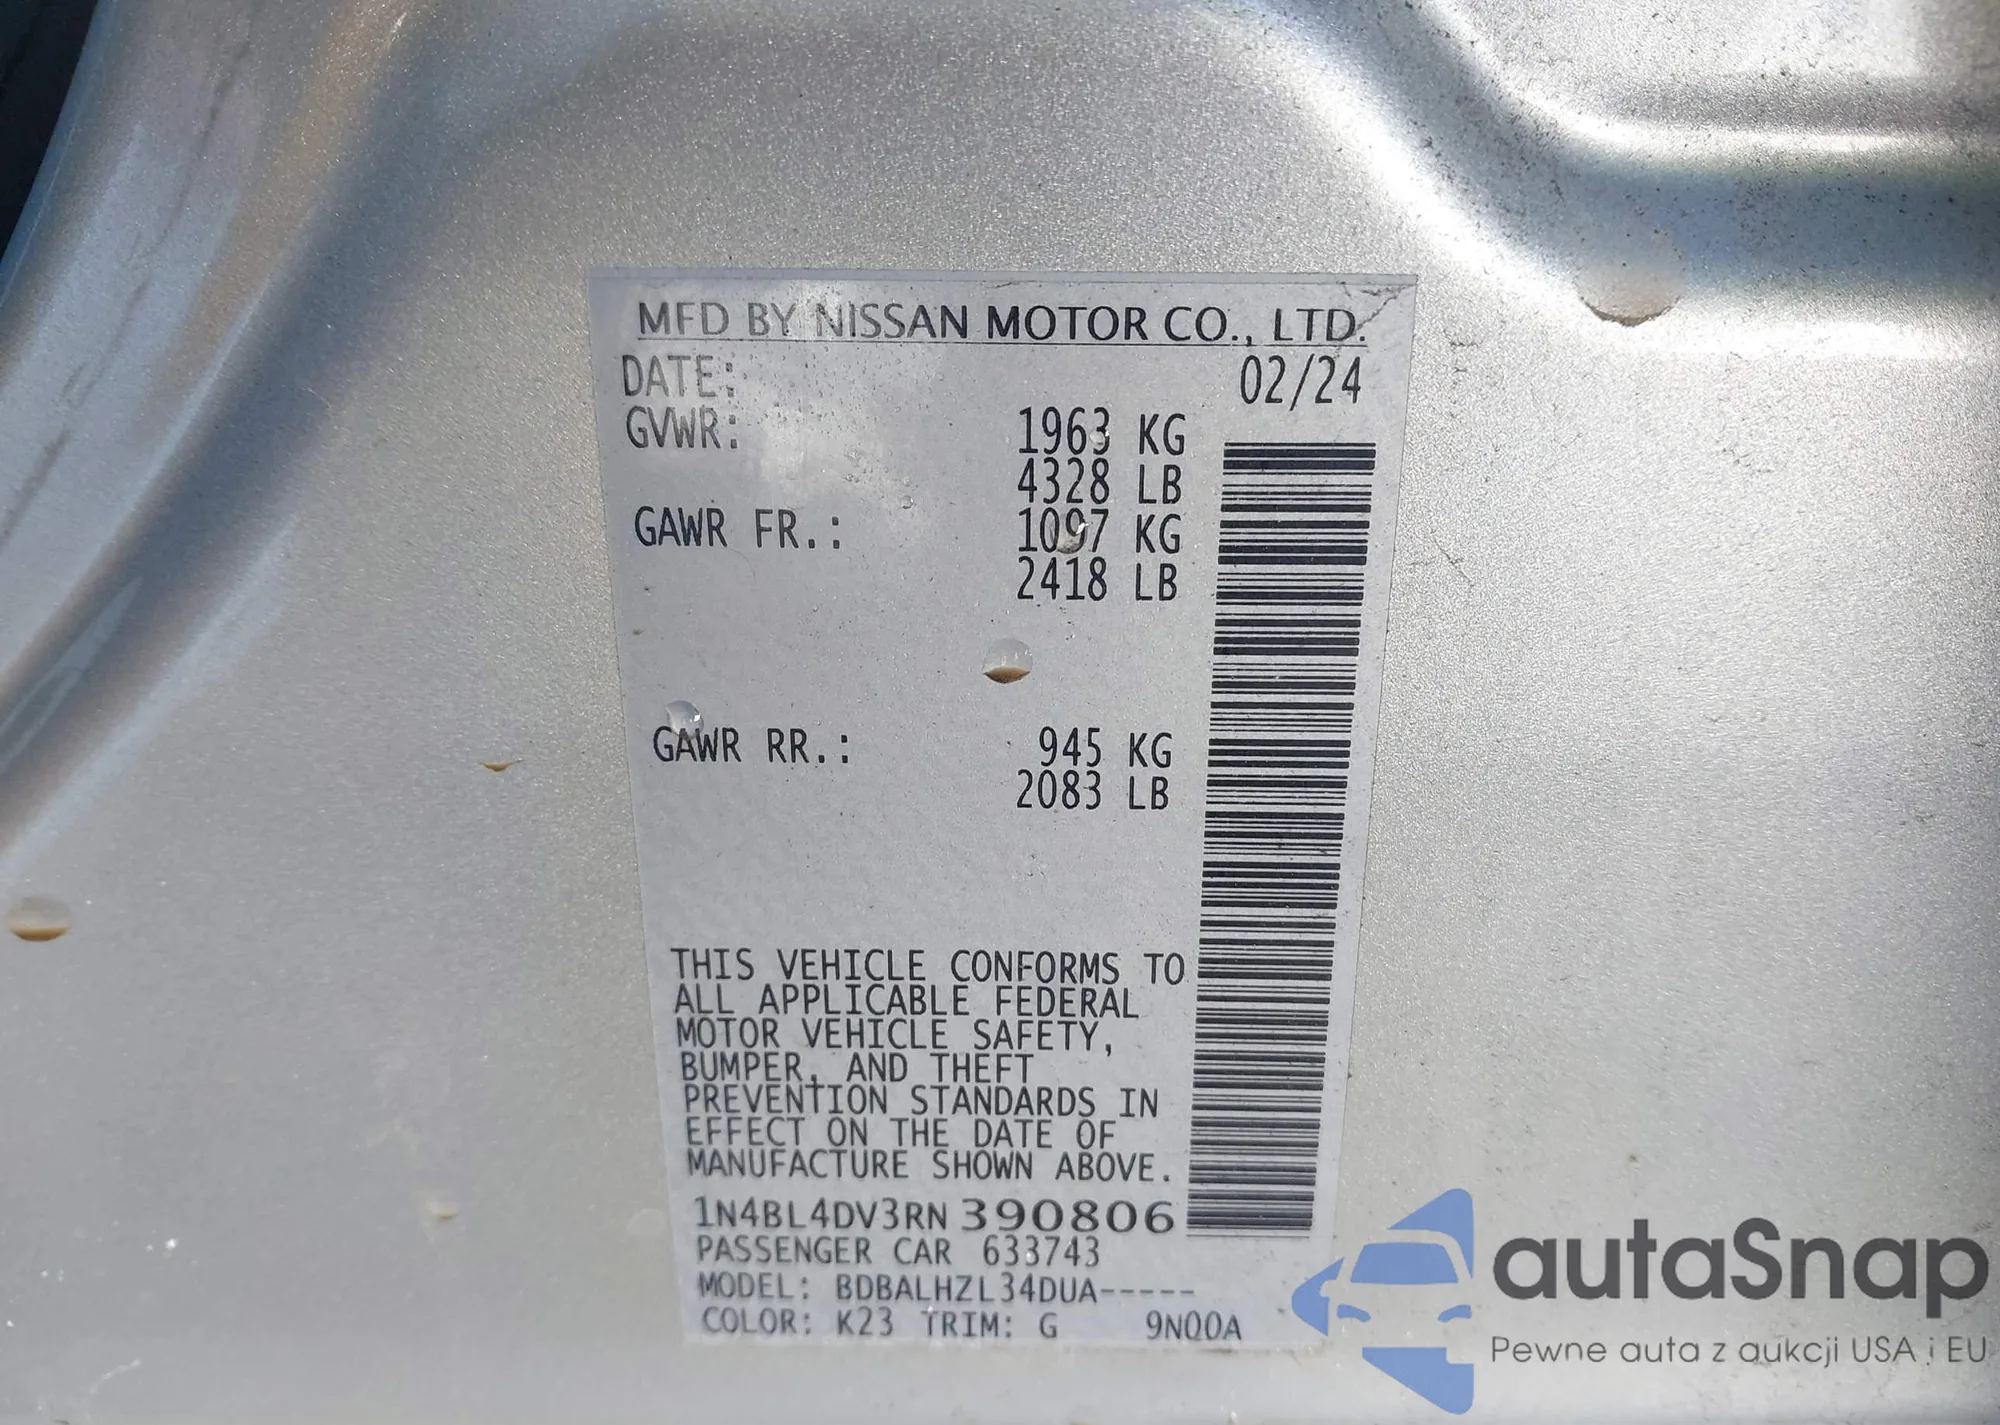 MFD BY NISSAN MOTOR CO., LTD.
DATE: 02/24
GVWR: 1963 KG
4328 LB
GAWR FR.: 1097 KG
2418 LB
GAWR RR.: 945 KG
2083 LB
THIS VEHICLE CONFORMS TO
ALL APPLICABLE FEDERAL
MOTOR VEHICLE SAFETY,
BUMPER, AND THEFT
PREVENTION STANDARDS IN
EFFECT ON THE DATE OF
MANUFACTURE SHOWN ABOVE.
1N4BL4DV3RN390806
PASSENGER CAR 633743
MODEL: BDBALHZL34DUA-----
COLOR: K23 TRIM: G 9N00A
autaSnap
Pewne auta z aukcji USA i EU